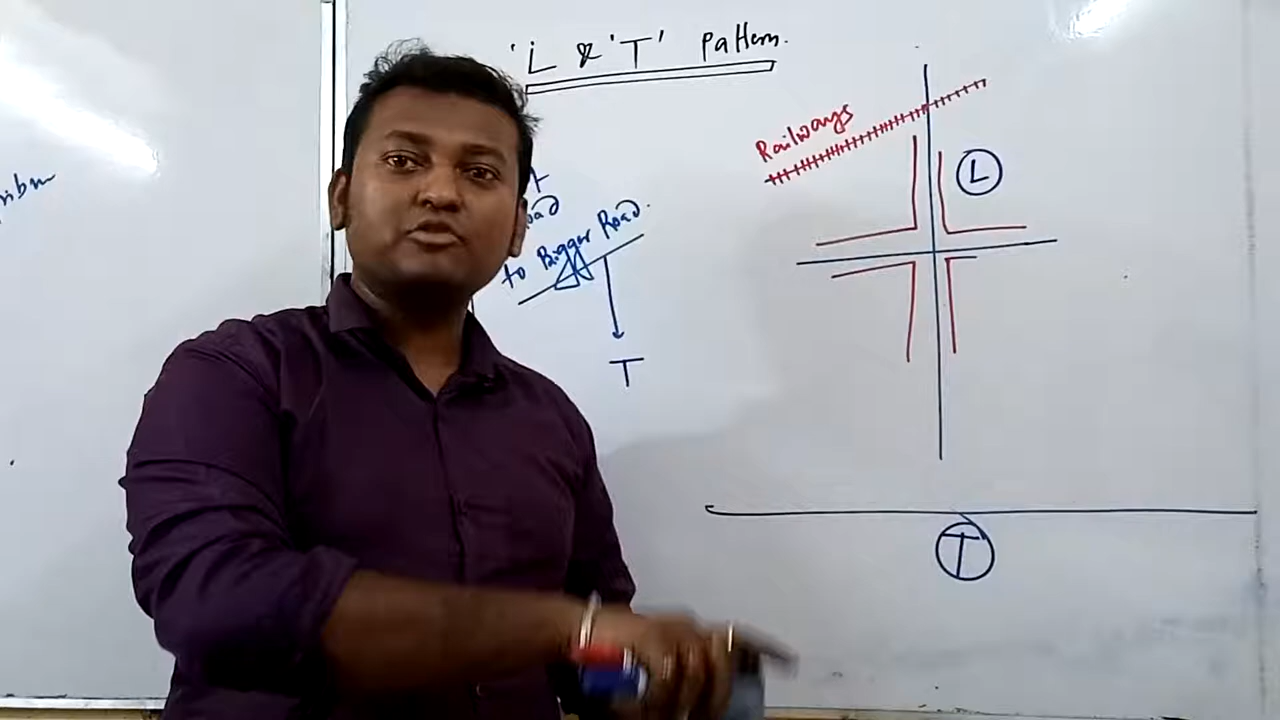 'L & 'T' Pattern.
Railways
L
to Bigger Road.
T
T